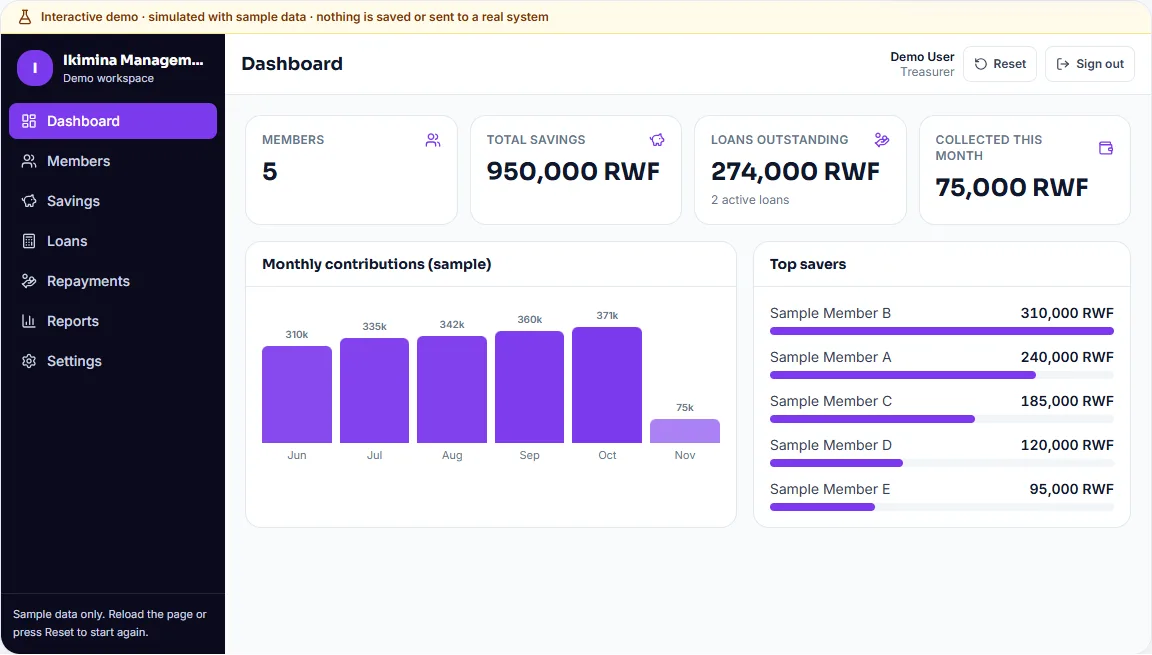 Interactive demo · simulated with sample data · nothing is saved or sent to a real system
I
Ikimina Managem...
Demo workspace
Dashboard
Members
Savings
Loans
Repayments
Reports
Settings
Sample data only. Reload the page or
press Reset to start again.
Dashboard
Demo User
Treasurer
Reset
Sign out
MEMBERS
5
TOTAL SAVINGS
950,000 RWF
LOANS OUTSTANDING
274,000 RWF
2 active loans
COLLECTED THIS
MONTH
75,000 RWF
Monthly contributions (sample)
310k
335k
342k
360k
371k
75k
Jun
Jul
Aug
Sep
Oct
Nov
Top savers
Sample Member B 310,000 RWF
Sample Member A 240,000 RWF
Sample Member C 185,000 RWF
Sample Member D 120,000 RWF
Sample Member E 95,000 RWF